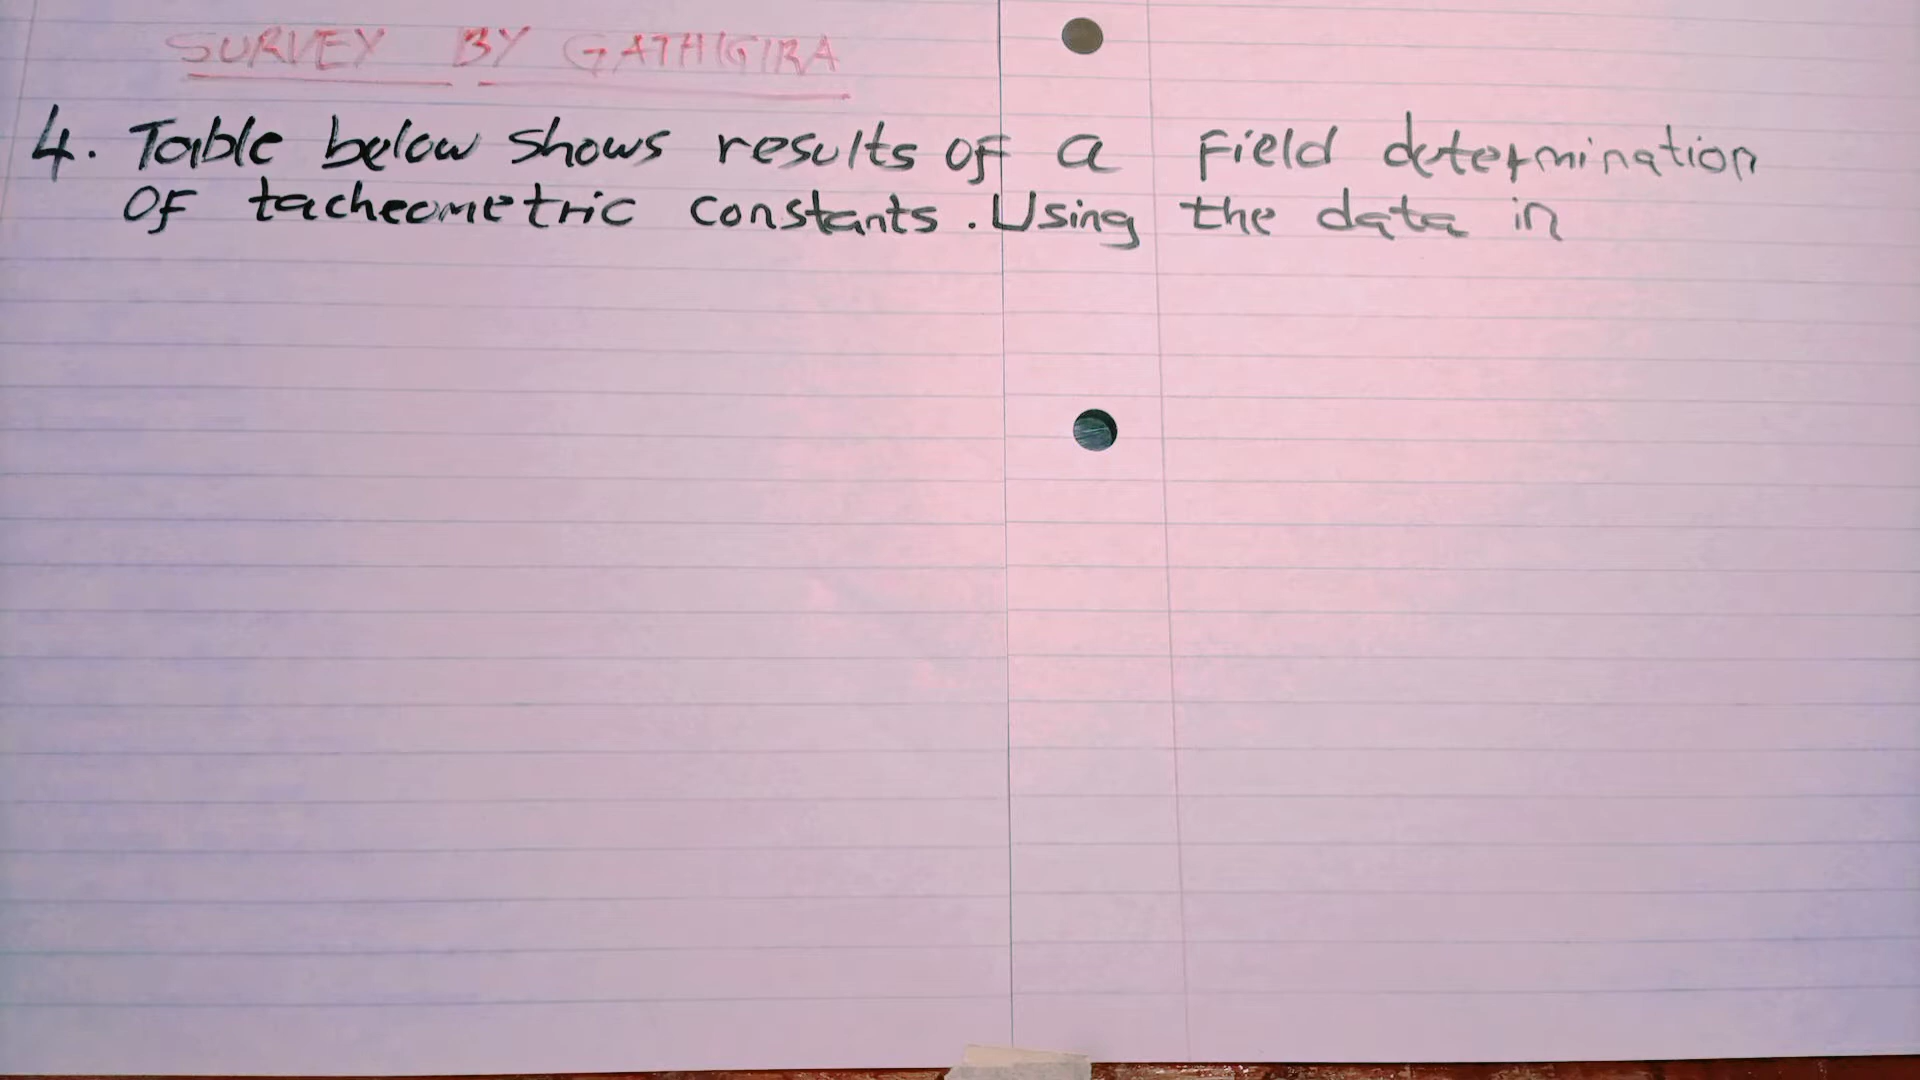 SURVEY BY GATHIGIRA
4. Table below shows results of a field determination
of tacheometric constants. Using the data in